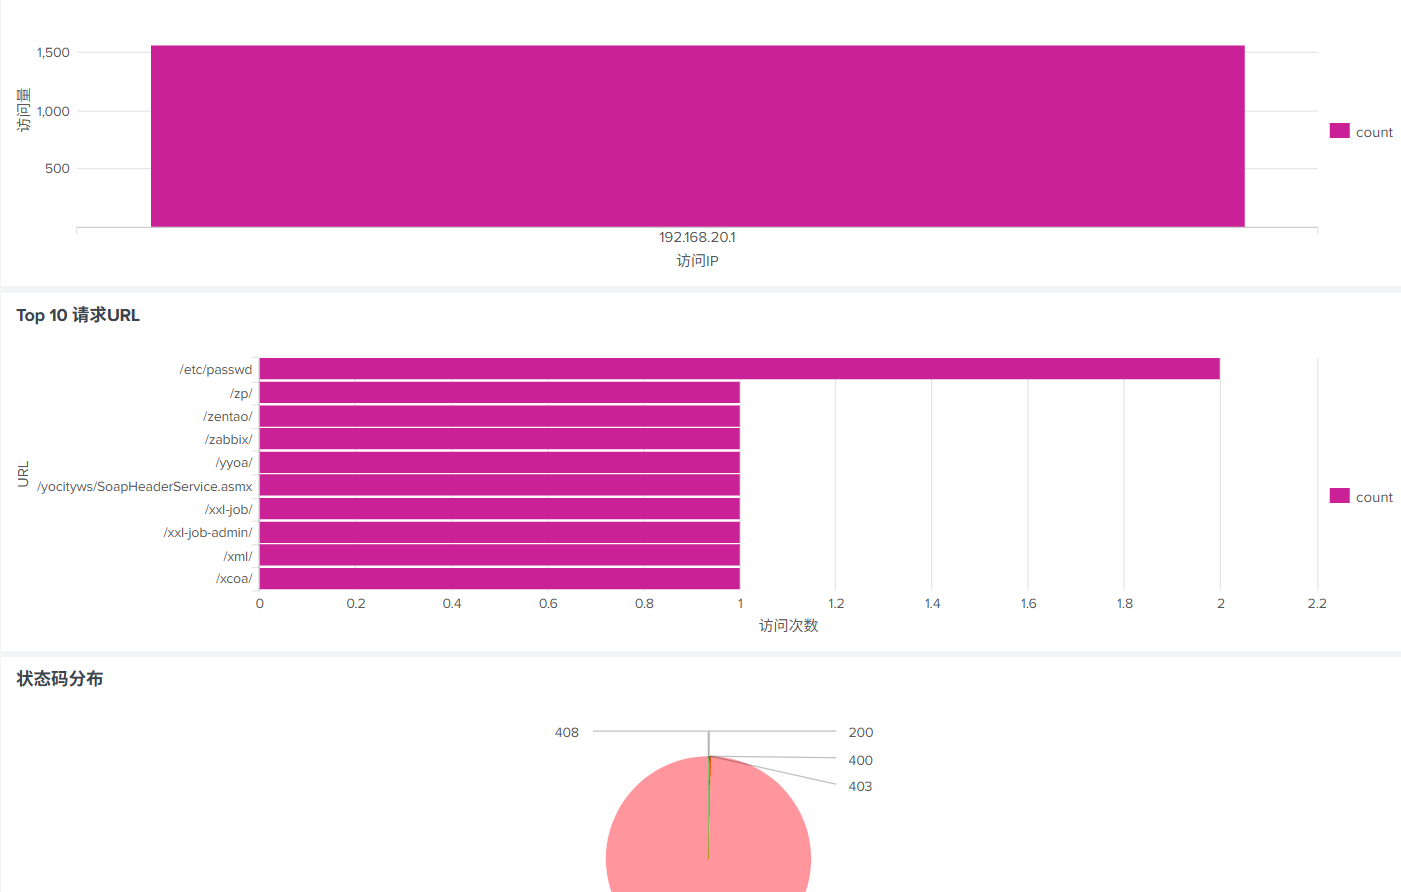 1,500
1,000
500
访问量
192.168.20.1
访问IP
count
Top 10 请求URL
/etc/passwd
/zp/
/zentao/
/zabbix/
/yyoa/
/yocityws/SoapHeaderService.asmx
/xxl-job/
/xxl-job-admin/
/xml/
/xcoa/
URL
0 0.2 0.4 0.6 0.8 1 1.2 1.4 1.6 1.8 2 2.2
访问次数
count
状态码分布
408
200
400
403